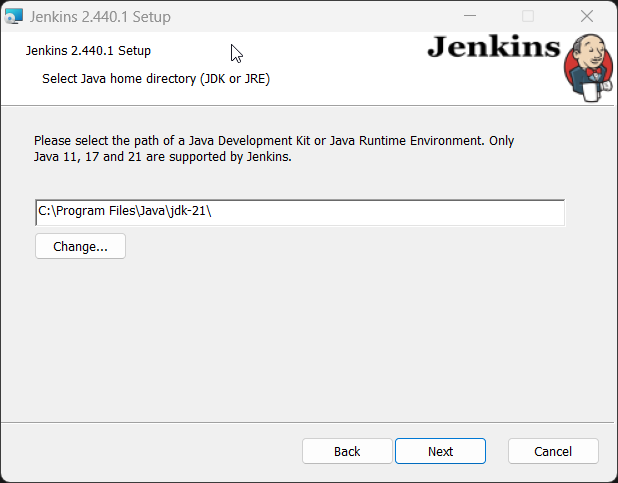 Jenkins 2.440.1 Setup
Jenkins 2.440.1 Setup
Jenkins
Select Java home directory (JDK or JRE)
Please select the path of a Java Development Kit or Java Runtime Environment. Only
Java 11, 17 and 21 are supported by Jenkins.
C:\Program Files\Java\jdk-21\
Change...
Back
Next
Cancel